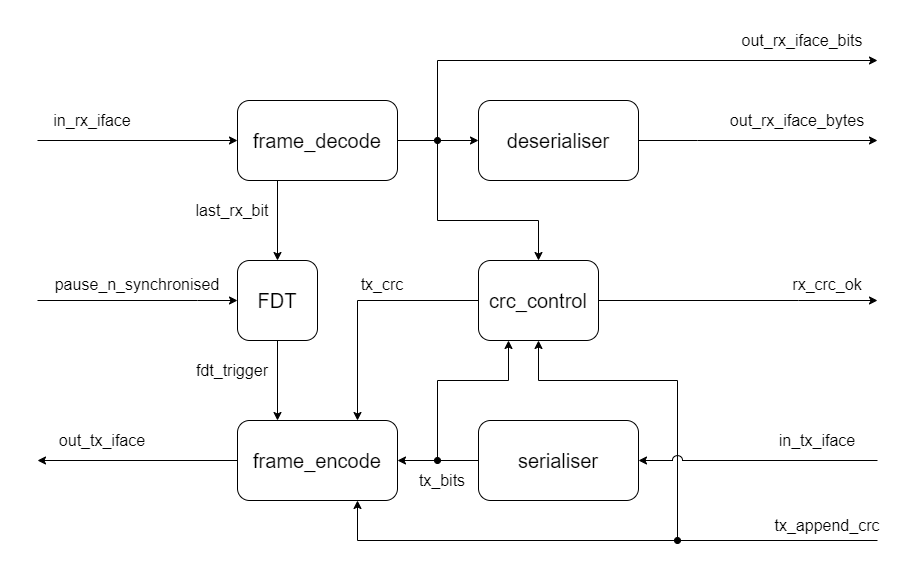 out_rx_iface_bits
in_rx_iface
frame_decode
deserialiser
out_rx_iface_bytes
last_rx_bit
pause_n_synchronised
FDT
tx_crc
crc_control
rx_crc_ok
fdt_trigger
out_tx_iface
frame_encode
tx_bits
serialiser
in_tx_iface
tx_append_crc